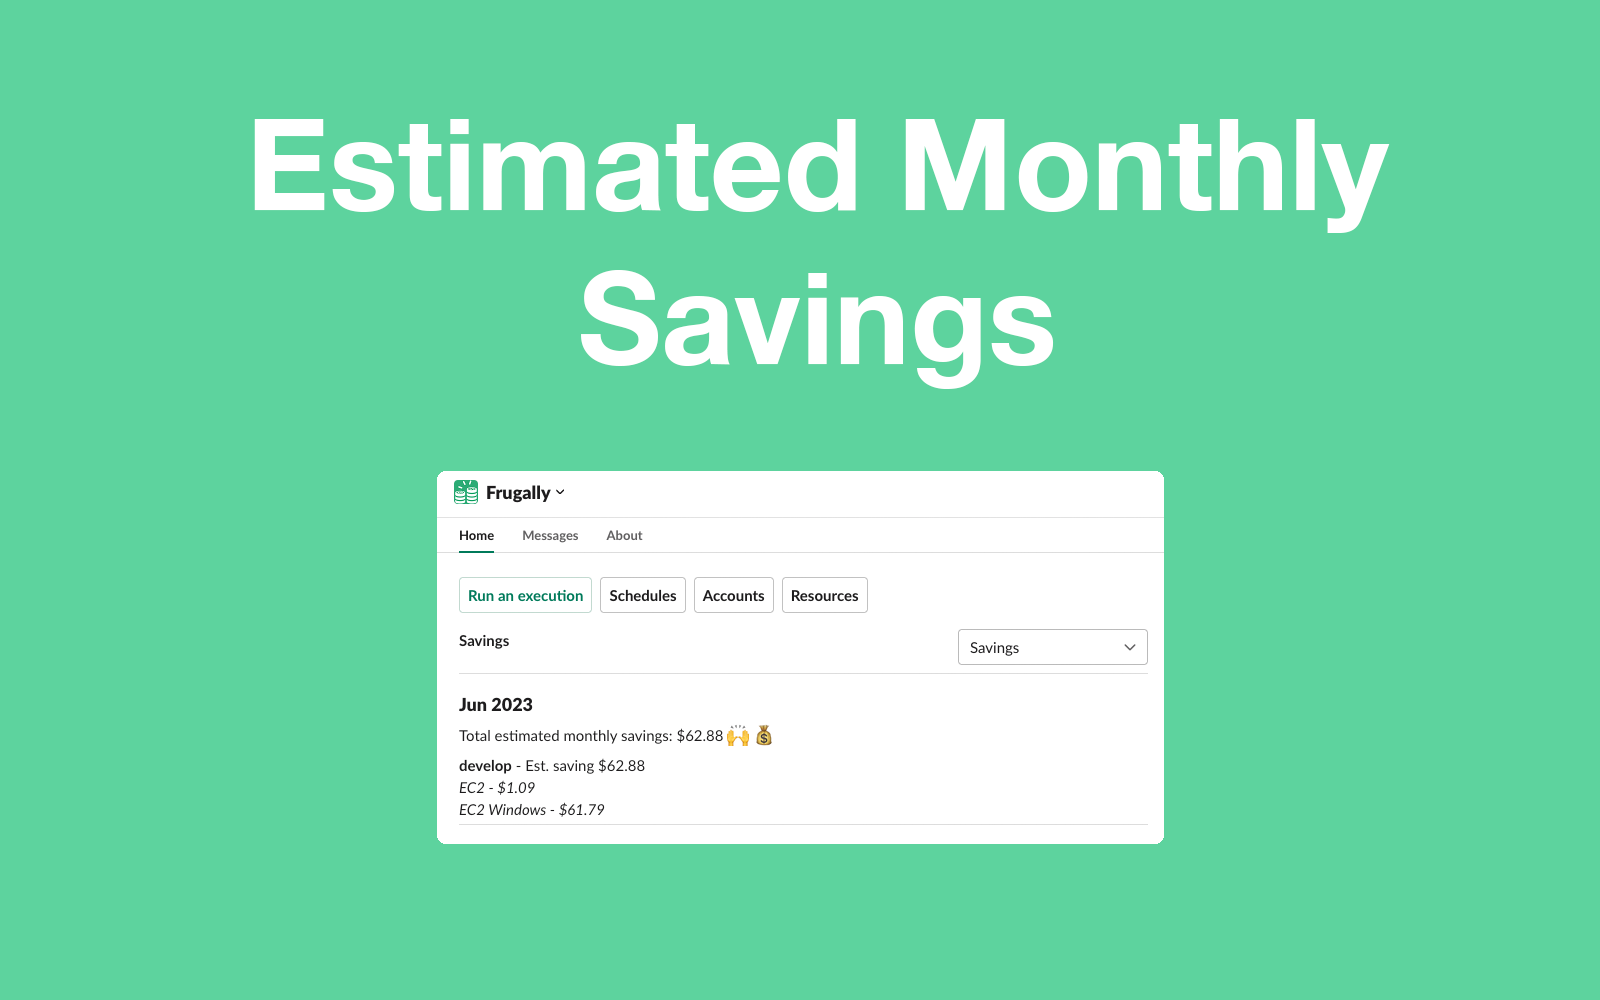 Estimated Monthly
Savings
Frugally
Home Messages About
Run an execution Schedules Accounts Resources
Savings Savings
Jun 2023
Total estimated monthly savings: $62.88 🙌 💰
develop - Est. saving $62.88
EC2 - $1.09
EC2 Windows - $61.79